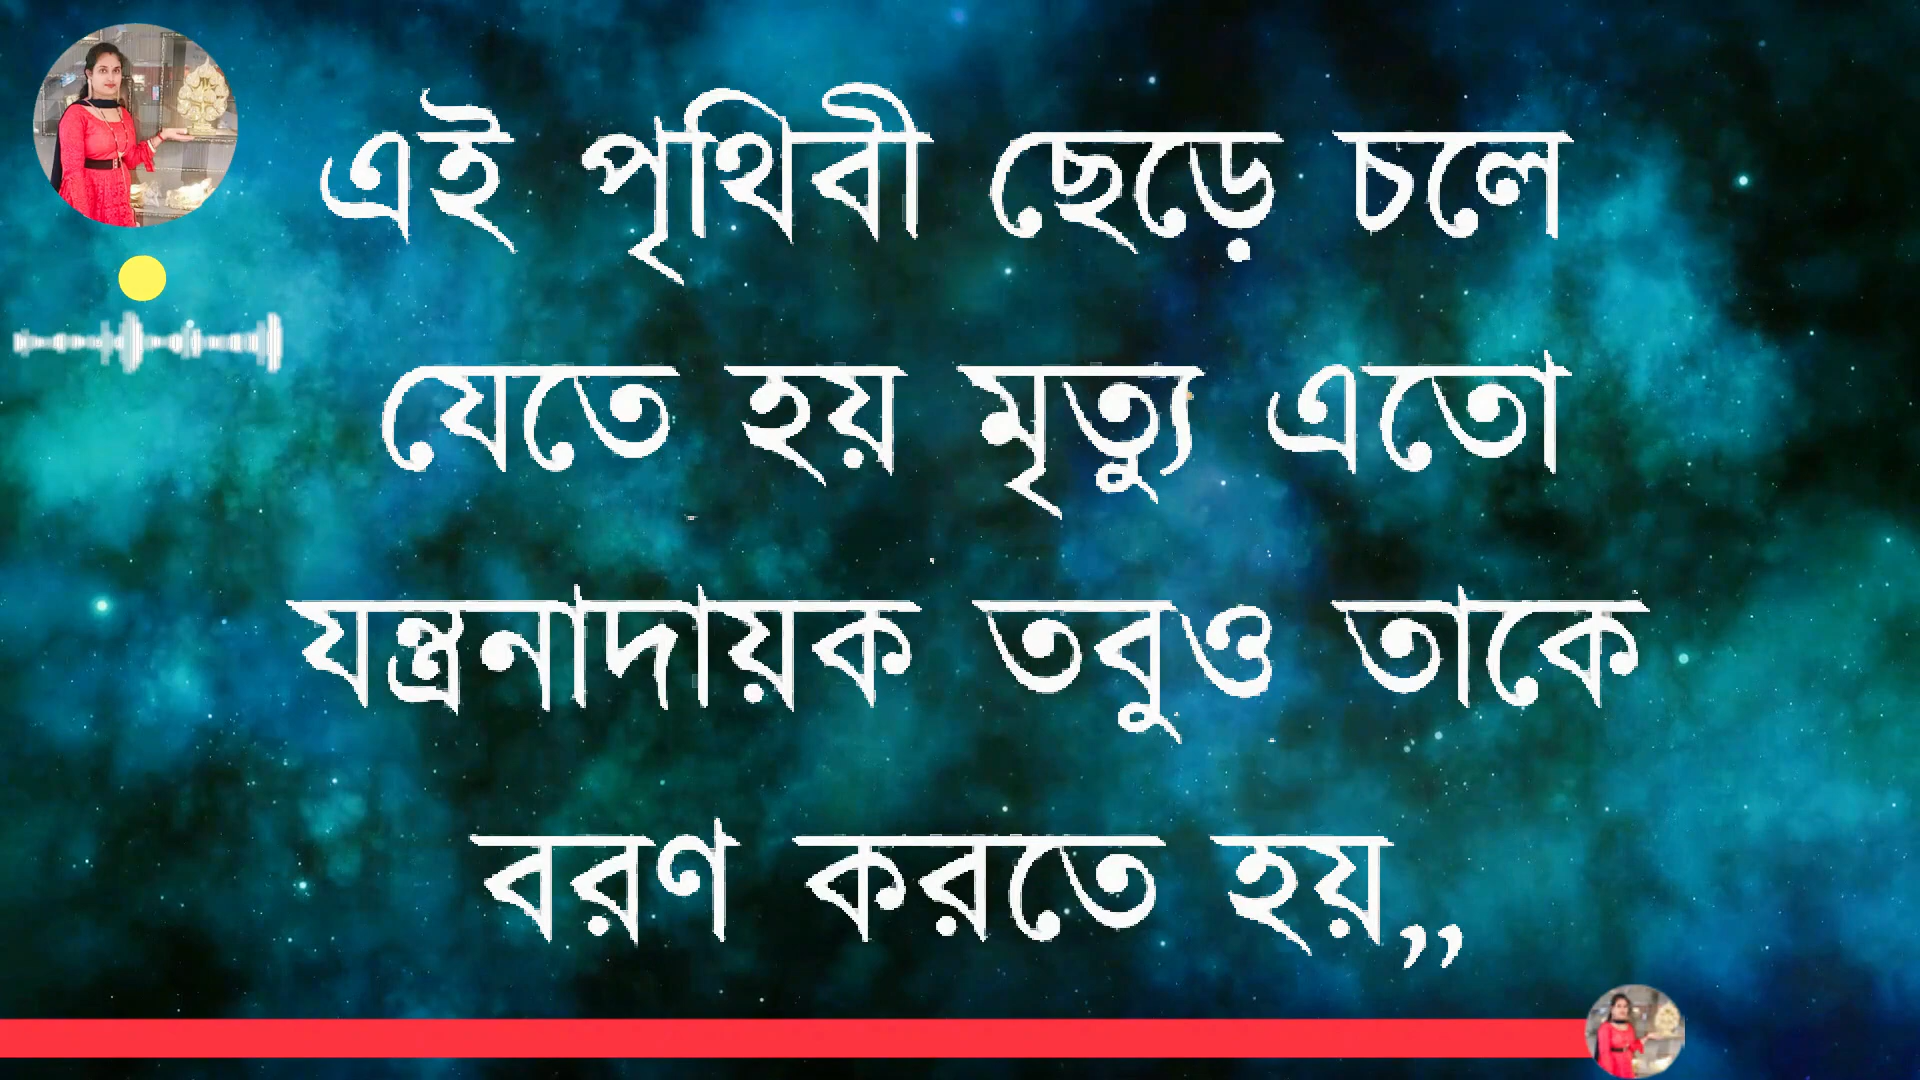 এই পৃথিবী ছেড়ে চলে
যেতে হয় মৃত্যু এতো
যন্ত্রনাদায়ক তবুও তাকে
বরণ করতে হয়,,